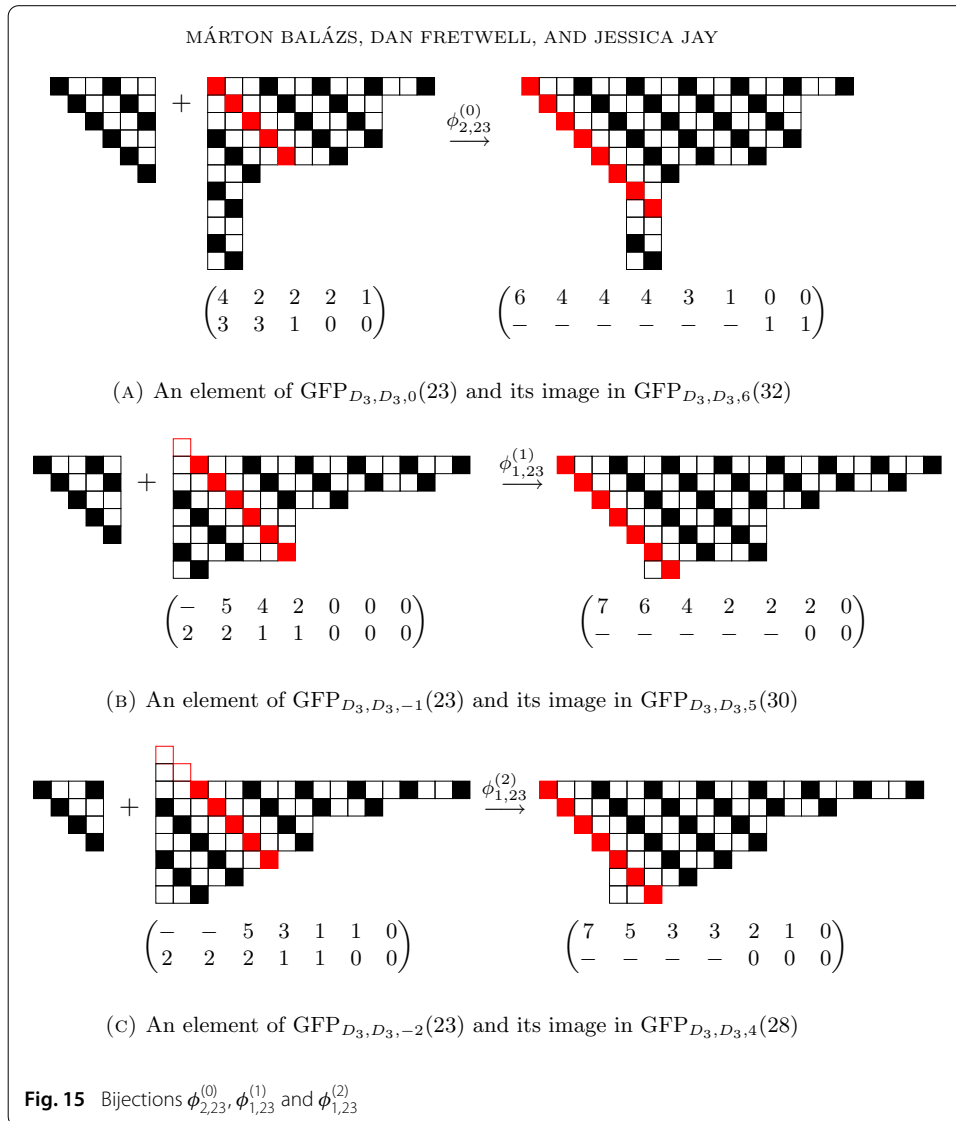 MÁRTON BALÁZS, DAN FRETWELL, AND JESSICA JAY
+
ϕ_{2,23}^{(0)}
→
(4 2 2 2 1
3 3 1 0 0)
(6 4 4 4 3 1 0 0
− − − − − − 1 1)
(A) An element of GFP_{D_3,D_3,0}(23) and its image in GFP_{D_3,D_3,6}(32)
+
ϕ_{1,23}^{(1)}
→
(− 5 4 2 0 0 0
2 2 1 1 0 0 0)
(7 6 4 2 2 2 0
− − − − − 0 0)
(B) An element of GFP_{D_3,D_3,−1}(23) and its image in GFP_{D_3,D_3,5}(30)
+
ϕ_{1,23}^{(2)}
→
(− − 5 3 1 1 0
2 2 2 1 1 0 0)
(7 5 3 3 2 1 0
− − − − 0 0 0)
(C) An element of GFP_{D_3,D_3,−2}(23) and its image in GFP_{D_3,D_3,4}(28)
Fig. 15 Bijections ϕ_{2,23}^{(0)}, ϕ_{1,23}^{(1)} and ϕ_{1,23}^{(2)}